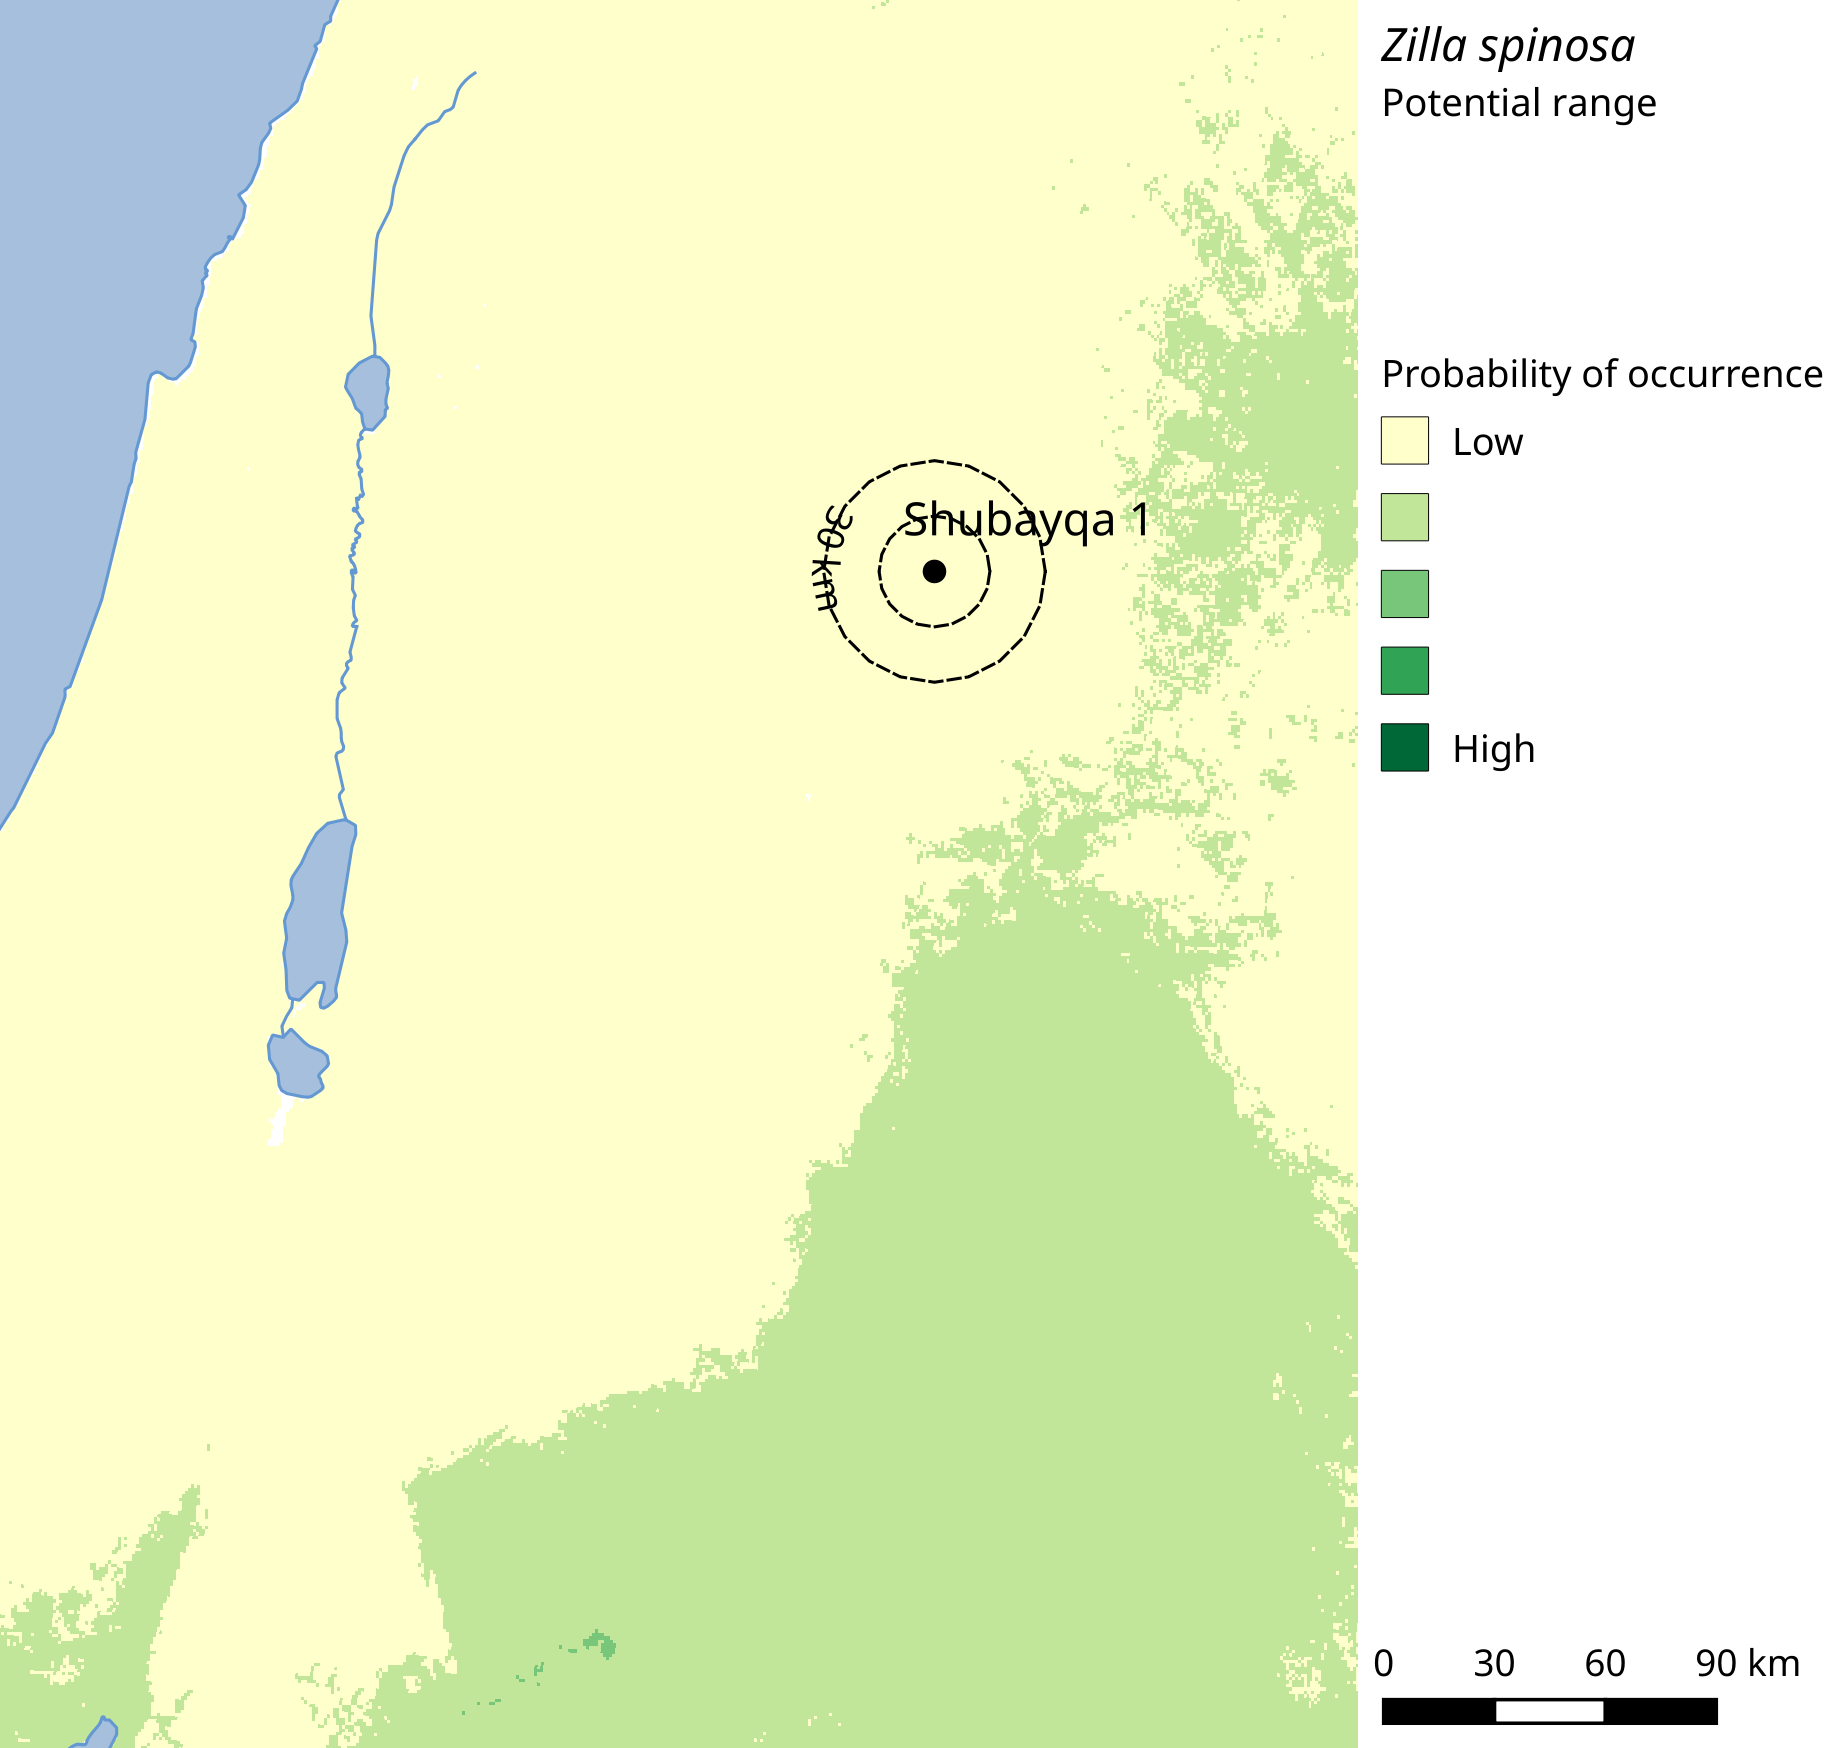 Zilla spinosa
Potential range
Probability of occurrence
Low
High
Shubayqa 1
30 km
0 30 60 90 km